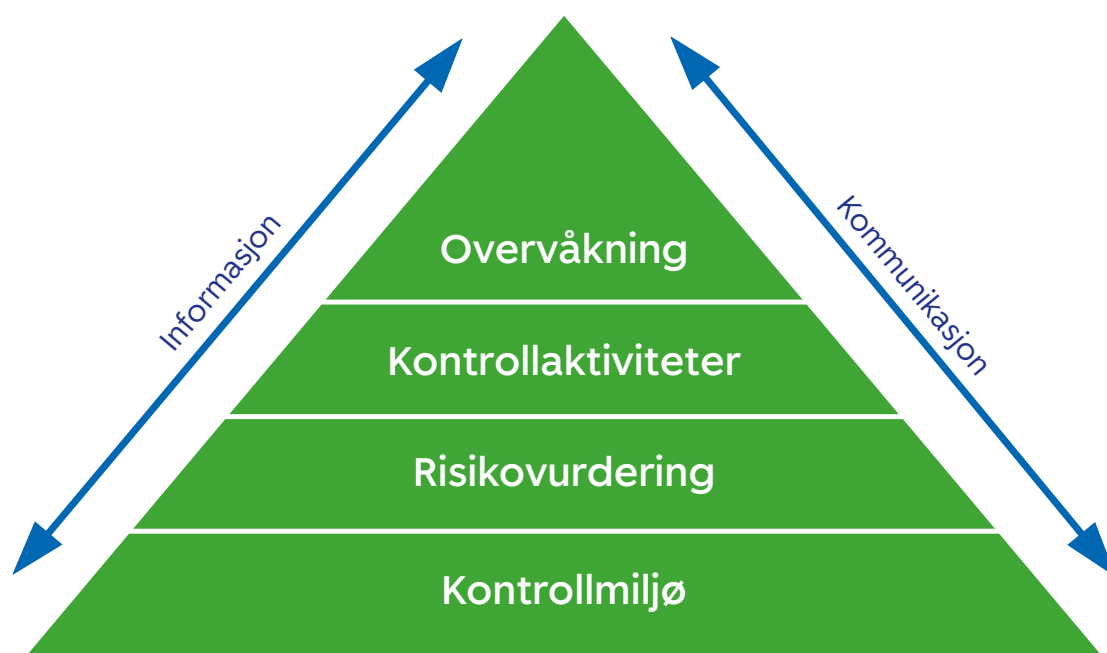 Informasjon
Kommunikasjon
Overvåkning
Kontrollaktiviteter
Risikovurdering
Kontrollmiljø